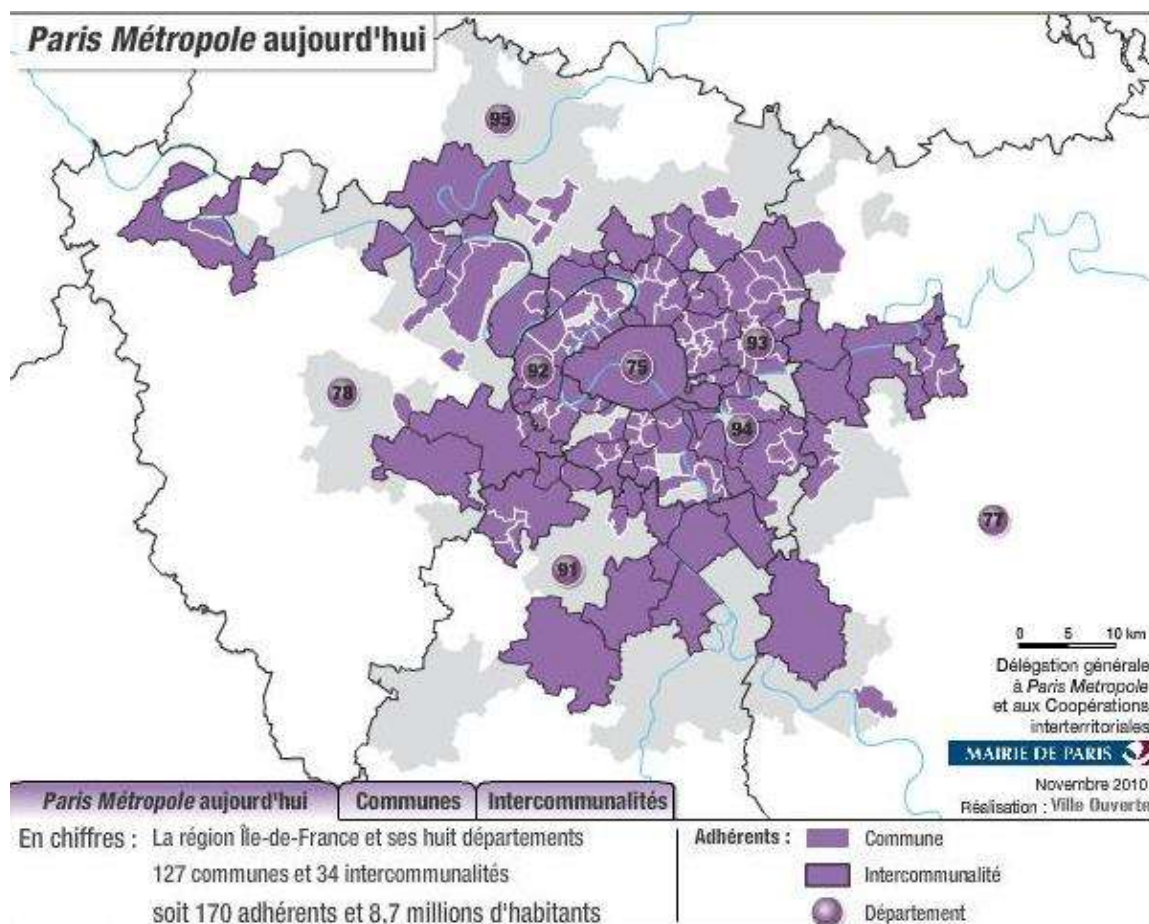 Paris Métropole aujourd'hui
95
93
92
75
78
94
77
91
0 5 10 km
Délégation générale
à Paris Metropole
et aux Coopérations
interterritoriales
MAIRIE DE PARIS
Novembre 2010
Réalisation : Ville Ouverte
Paris Métropole aujourd'hui
Communes
Intercommunalités
En chiffres : La région Île-de-France et ses huit départements
127 communes et 34 intercommunalités
soit 170 adhérents et 8,7 millions d'habitants
Adhérents :
Commune
Intercommunalité
Département